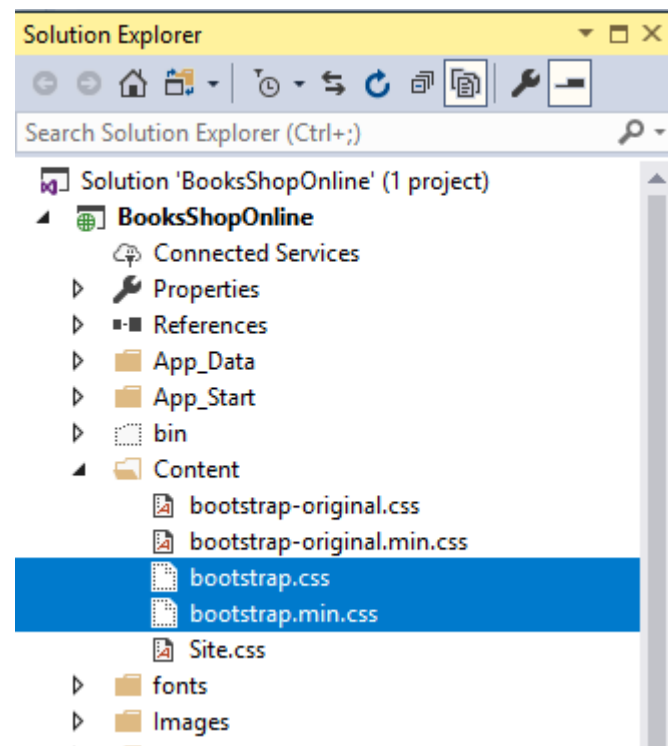 Solution Explorer
Search Solution Explorer (Ctrl+;)
Solution 'BooksShopOnline' (1 project)
BooksShopOnline
Connected Services
Properties
References
App_Data
App_Start
bin
Content
bootstrap-original.css
bootstrap-original.min.css
bootstrap.css
bootstrap.min.css
Site.css
fonts
Images